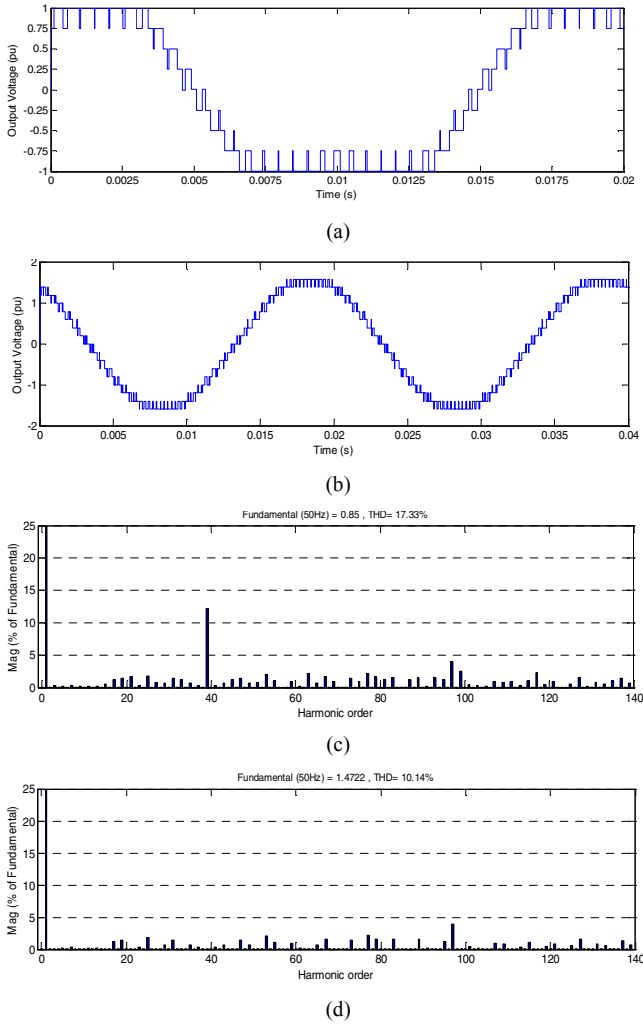 1
0.75
0.5
0.25
0
-0.25
-0.5
-0.75
-1
Output Voltage (pu)
0 0.0025 0.005 0.0075 0.01 0.0125 0.015 0.0175 0.02
Time (s)
(a)
2
1
0
-1
-2
Output Voltage (pu)
0 0.005 0.01 0.015 0.02 0.025 0.03 0.035 0.04
Time (s)
(b)
Fundamental (50Hz) = 0.85 , THD= 17.33%
25
20
15
10
5
0
Mag (% of Fundamental)
0 20 40 60 80 100 120 140
Harmonic order
(c)
Fundamental (50Hz) = 1.4722 , THD= 10.14%
25
20
15
10
5
0
Mag (% of Fundamental)
0 20 40 60 80 100 120 140
Harmonic order
(d)